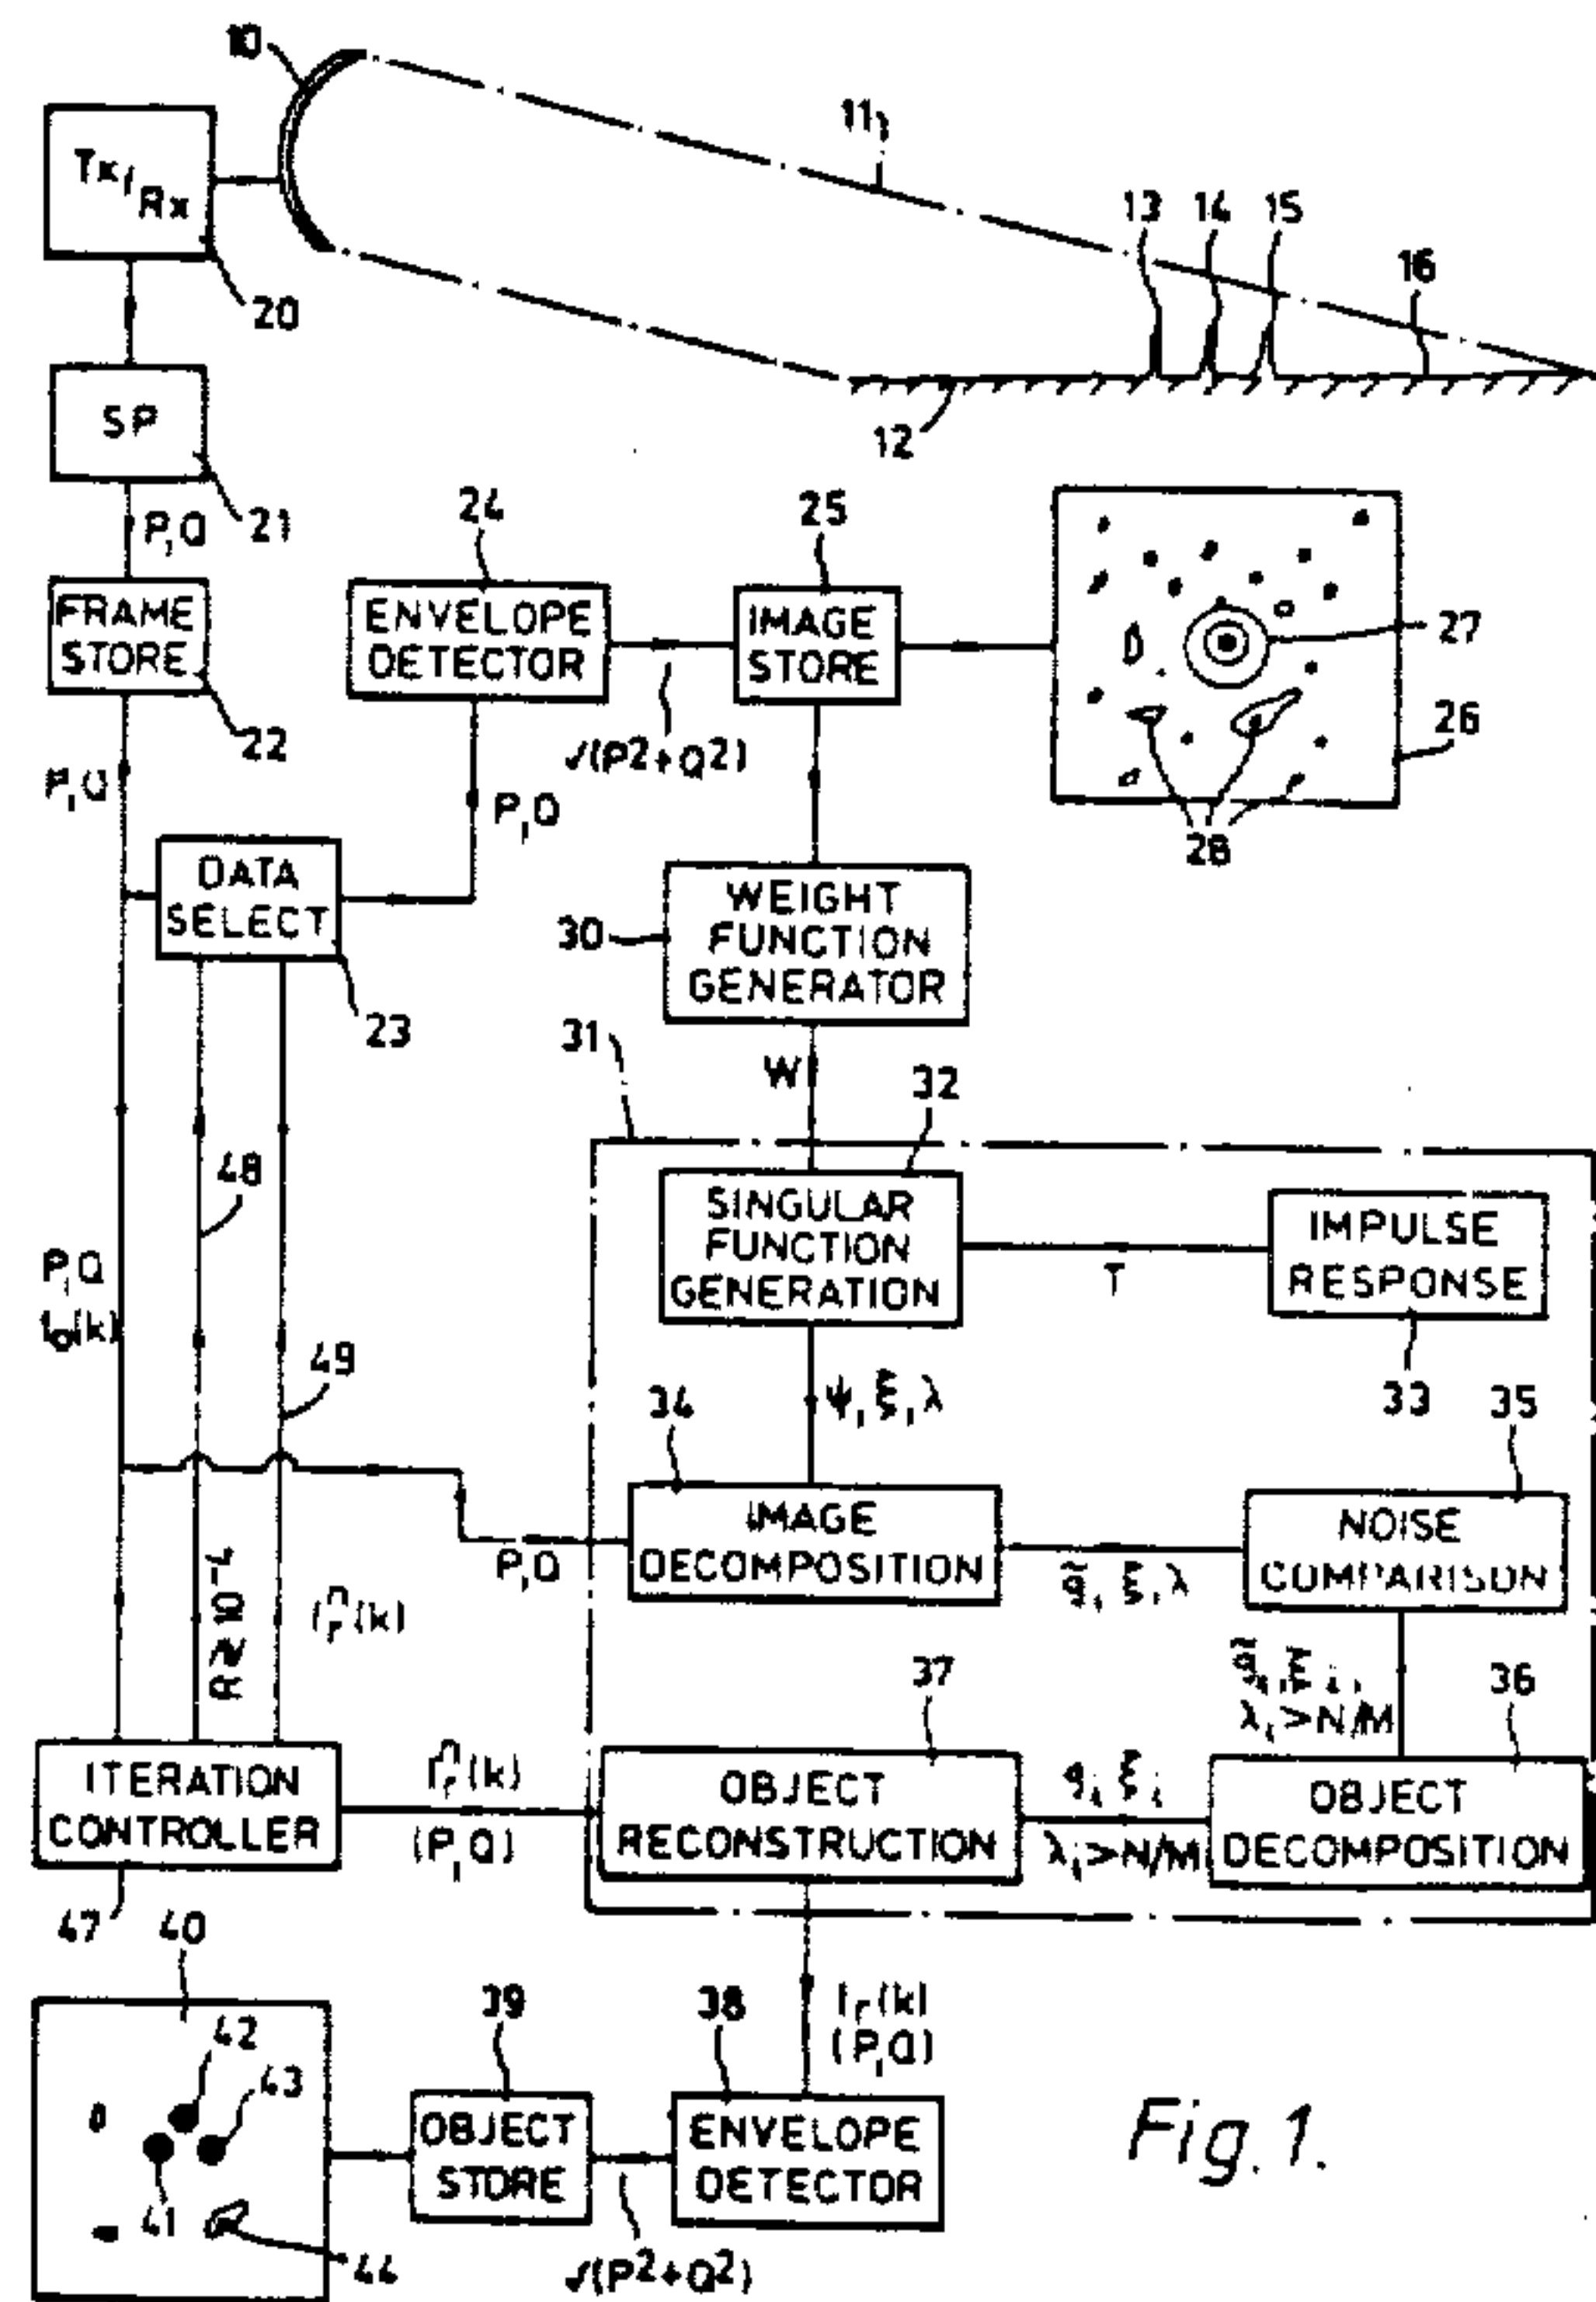 10
11
Tx/Rx
13 14 15
16
20
12
SP
21
P,Q
24
25
FRAME
STORE
ENVELOPE
DETECTOR
IMAGE
STORE
27
22
26
P,Q
√(P²+Q²)
P,Q
28
DATA
SELECT
WEIGHT
FUNCTION
GENERATOR
30
23
31
W
32
48
SINGULAR
FUNCTION
GENERATION
IMPULSE
RESPONSE
T
P,Q
49
33
ψ, ξ, λ
34
35
IMAGE
DECOMPOSITION
NOISE
COMPARISON
P,Q
R ≳ 10⁻⁴
37
λᵢ>N/M
36
ITERATION
CONTROLLER
(P,Q)
OBJECT
RECONSTRUCTION
λᵢ>N/M
OBJECT
DECOMPOSITION
47
40
42
43
41
44
39
38
(P,Q)
OBJECT
STORE
ENVELOPE
DETECTOR
√(P²+Q²)
Fig.1.